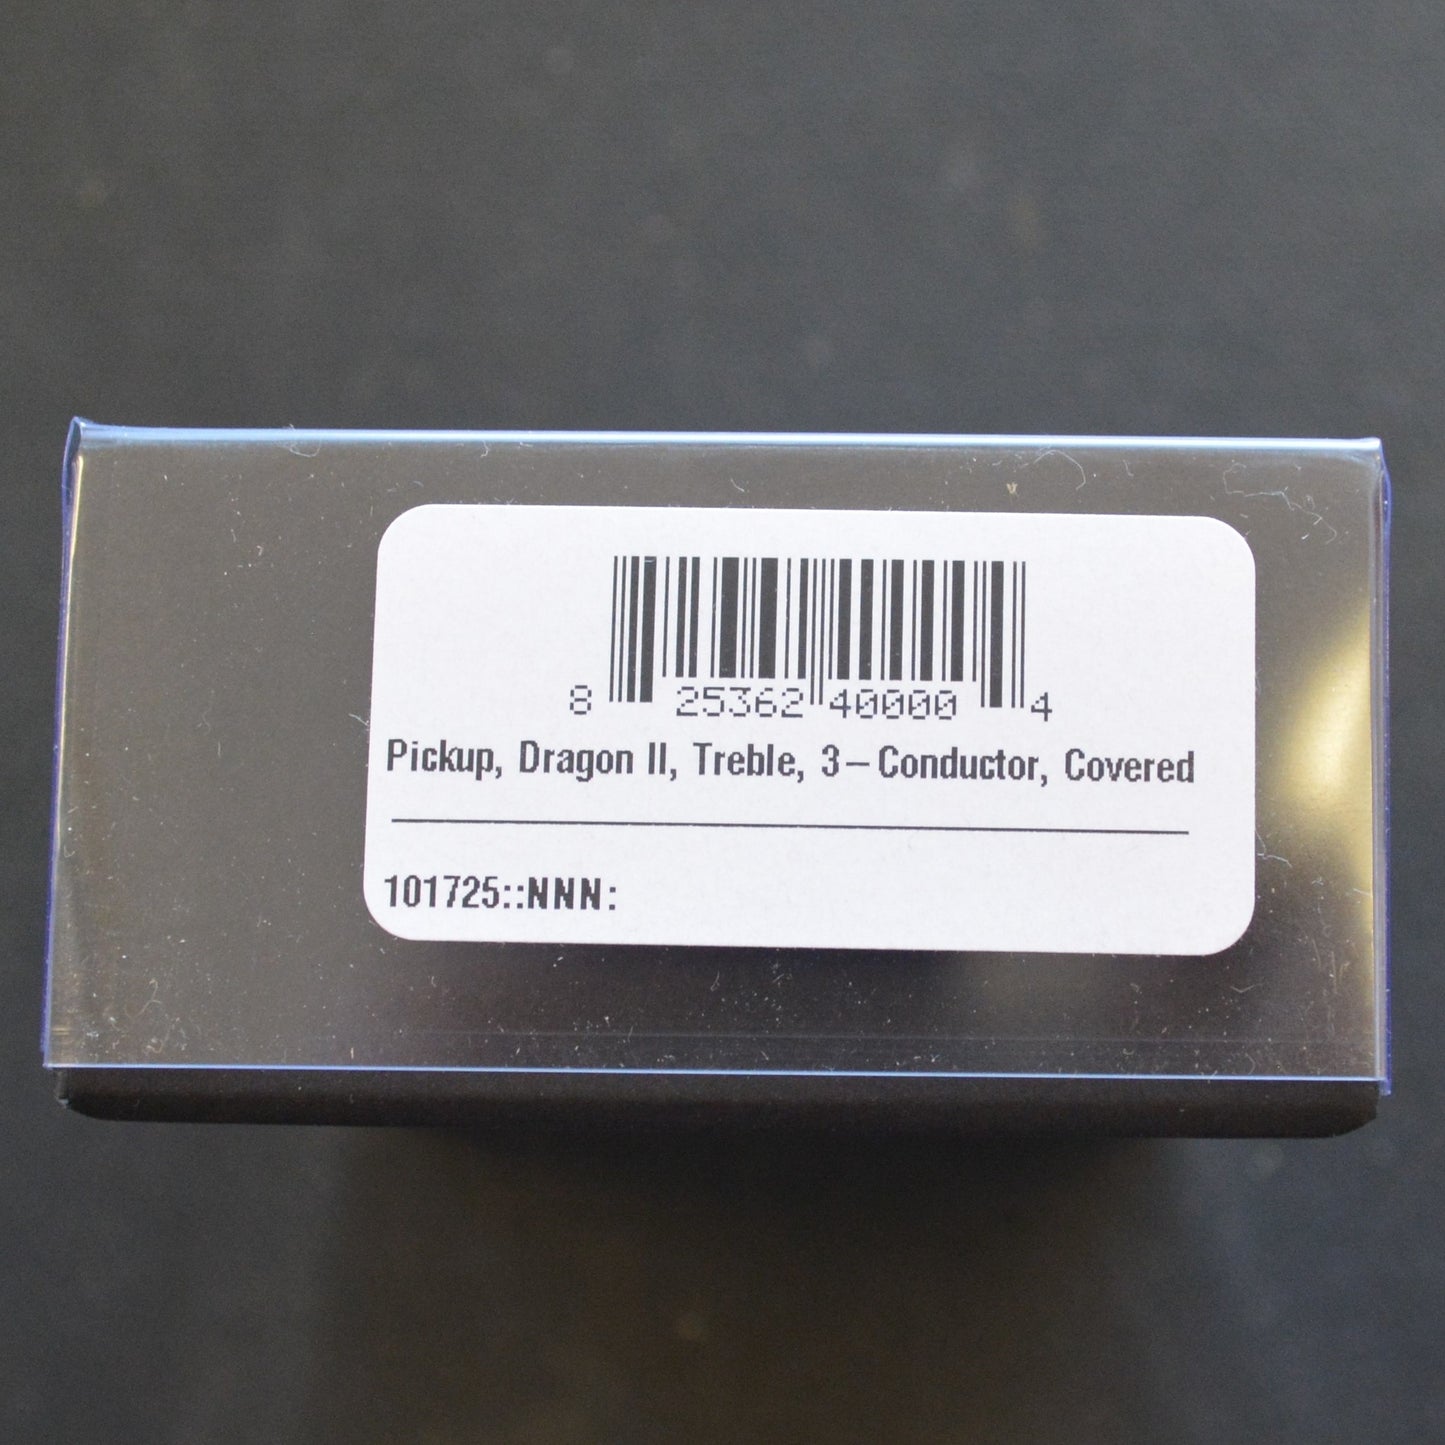 8 25362 40000 4
Pickup, Dragon II, Treble, 3-Conductor, Covered
101725::NNN: